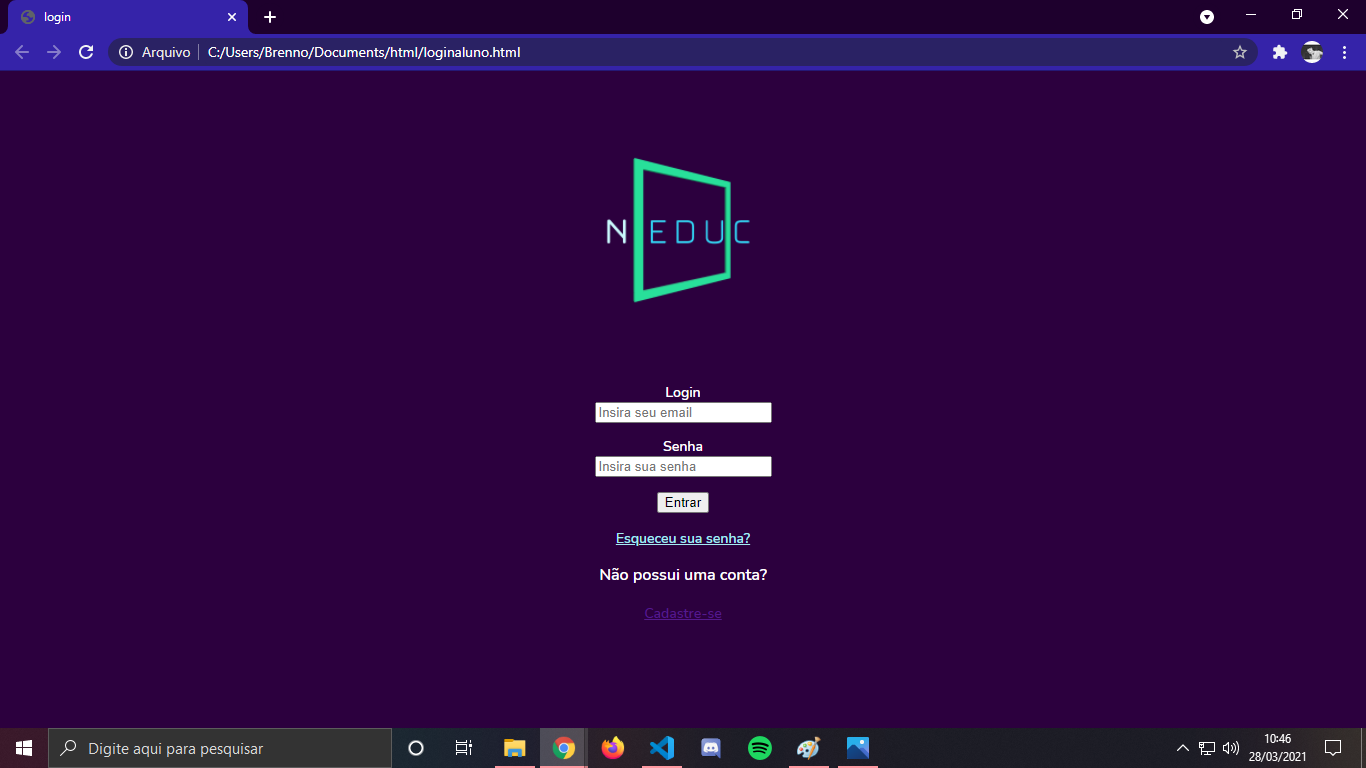 login
Arquivo C:/Users/Brenno/Documents/html/loginaluno.html
N EDUC
Login
Insira seu email
Senha
Insira sua senha
Entrar
Esqueceu sua senha?
Não possui uma conta?
Cadastre-se
Digite aqui para pesquisar
10:46
28/03/2021